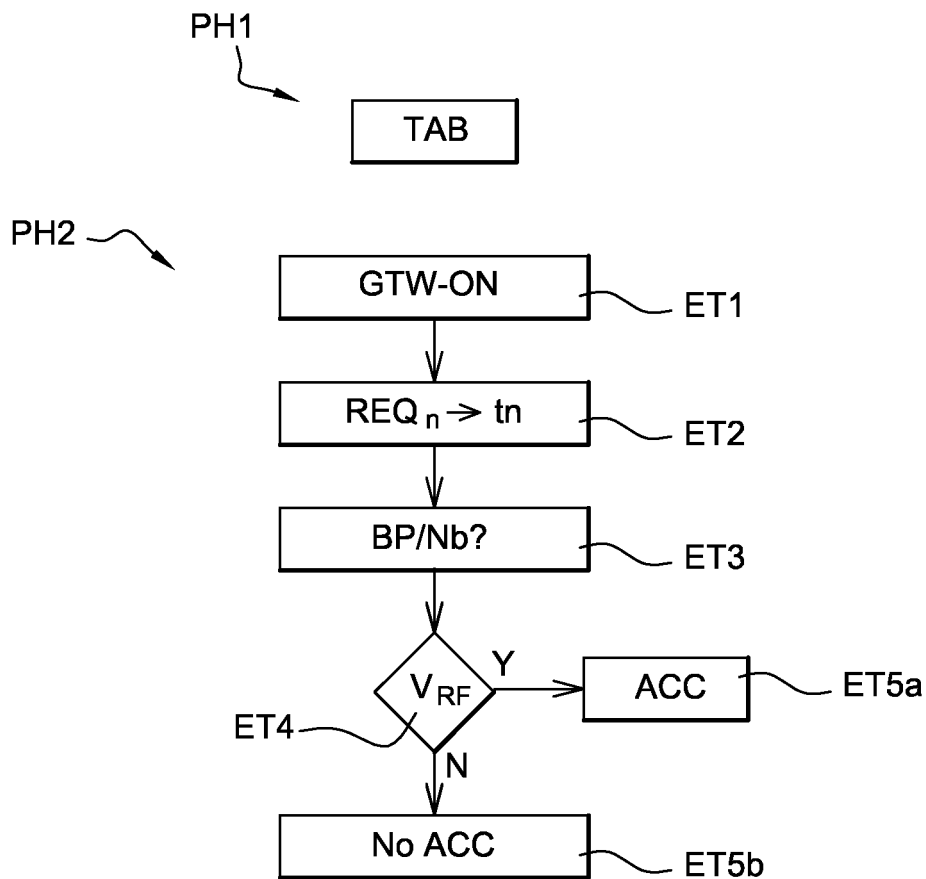 PH1
TAB
PH2
GTW-ON
ET1
REQn → tn
ET2
BP/Nb?
ET3
VRF
Y
ACC
ET5a
ET4
N
No ACC
ET5b